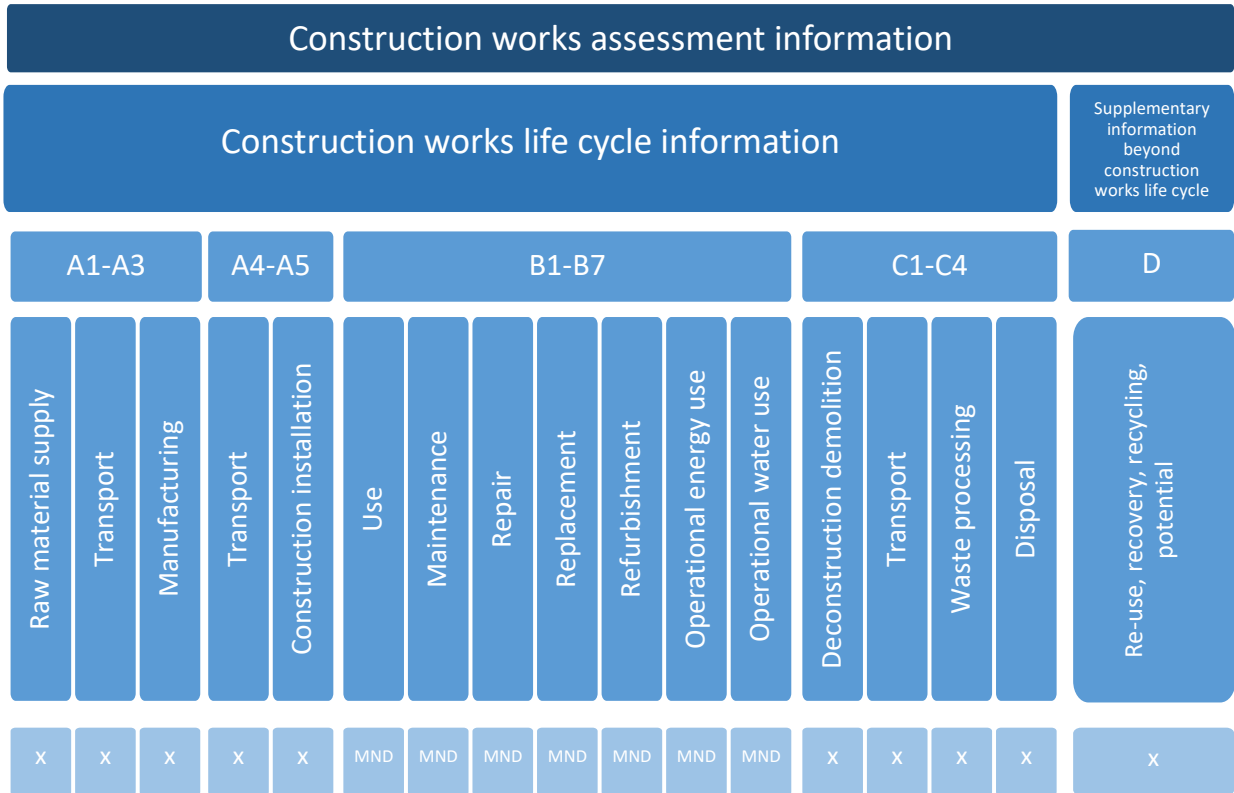 Construction works assessment information
Construction works life cycle information
Supplementary
information
beyond
construction
works life cycle
A1-A3
A4-A5
B1-B7
C1-C4
D
Raw material supply
Transport
Manufacturing
Transport
Construction installation
Use
Maintenance
Repair
Replacement
Refurbishment
Operational energy use
Operational water use
Deconstruction demolition
Transport
Waste processing
Disposal
Re-use, recovery, recycling,
potential
x x x x x MND MND MND MND MND MND MND x x x x x